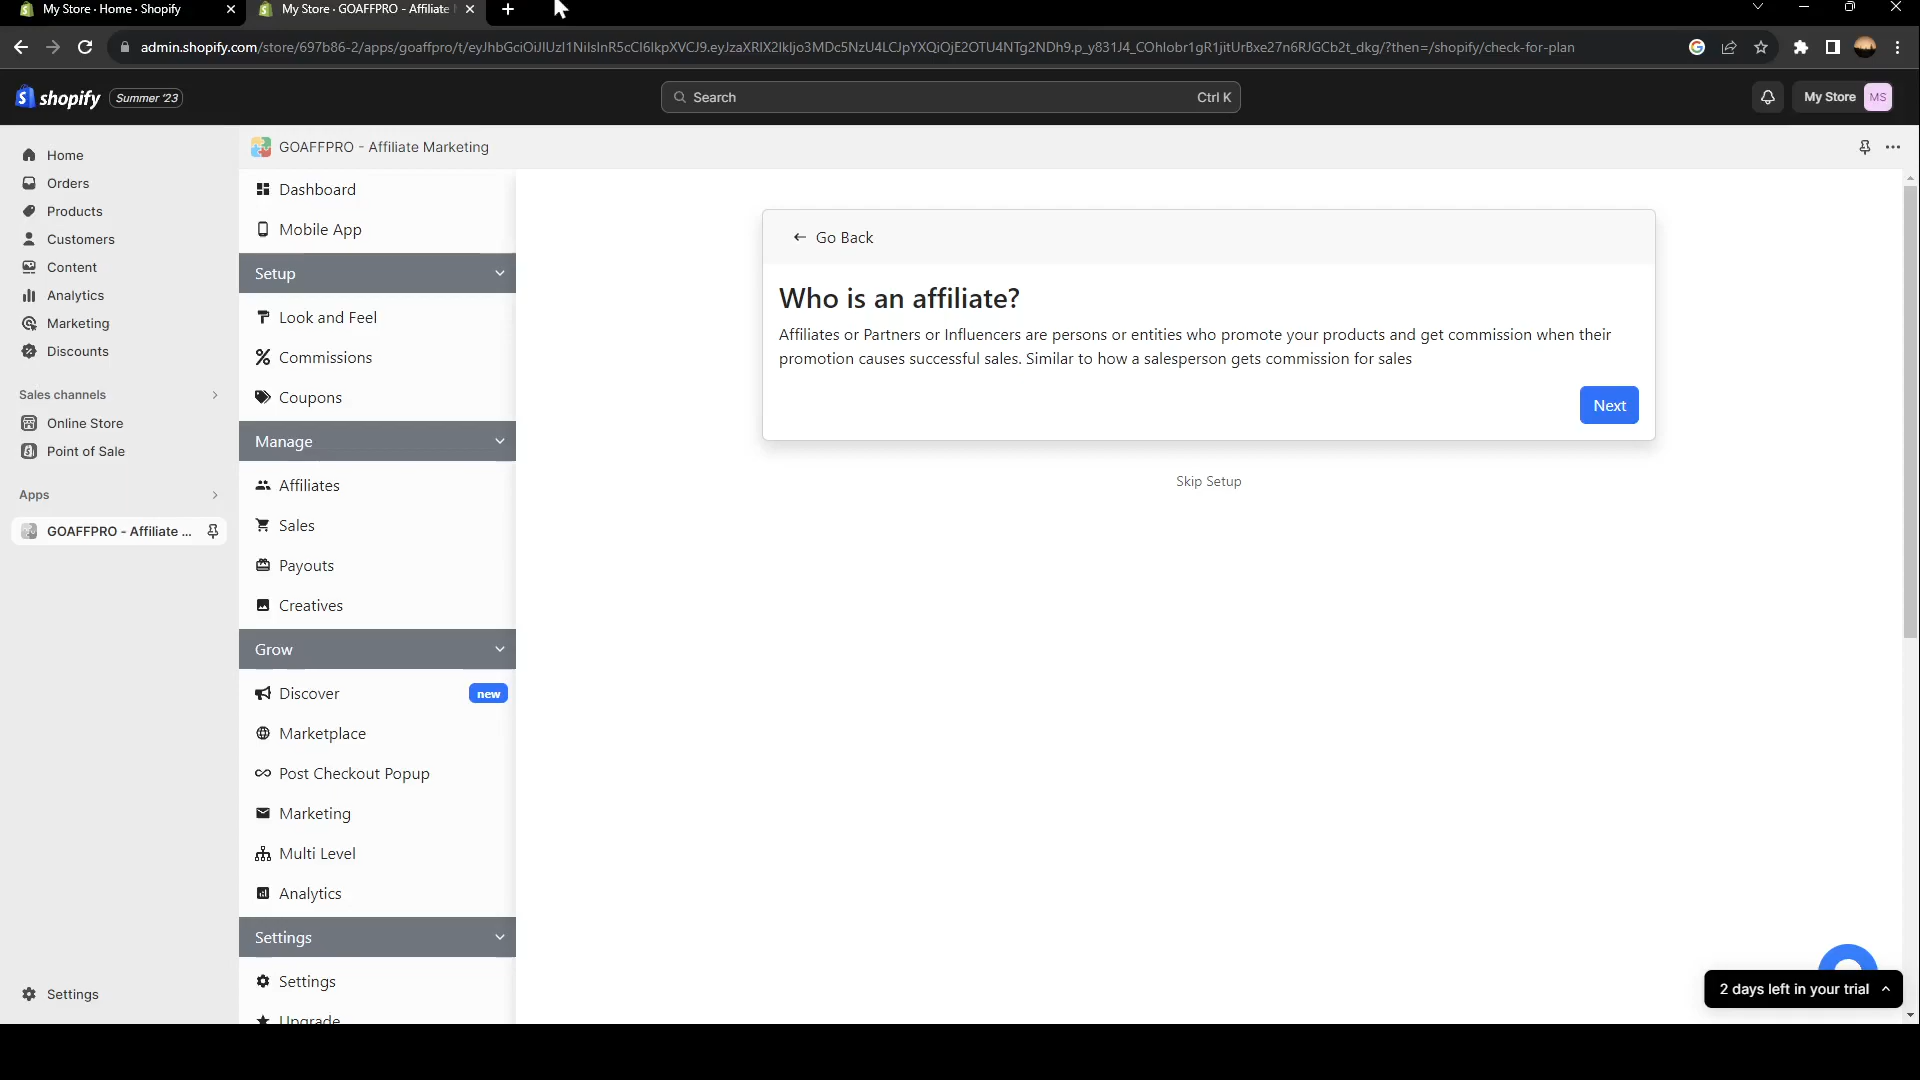 My Store · Home · Shopify
My Store · GOAFFPRO - Affiliate
admin.shopify.com/store/697b86-2/apps/goaffpro/t/eyJhbGciOiJIUzI1NiIsInR5cCI6IkpXVCJ9.eyJzaXRlX2lkIjo3MDc5NzU4LCJpYXQiOjE2OTU4NTg2NDh9.p_y831J4_COhlobr1gR1jitUrBxe27n6RJGCb2t_dkg/?then=/shopify/check-for-plan
shopify Summer '23
Search Ctrl K
My Store MS
Home
Orders
Products
Customers
Content
Analytics
Marketing
Discounts
Sales channels
Online Store
Point of Sale
Apps
GOAFFPRO - Affiliate ...
Settings
GOAFFPRO - Affiliate Marketing
Dashboard
Mobile App
Setup
Look and Feel
Commissions
Coupons
Manage
Affiliates
Sales
Payouts
Creatives
Grow
Discover new
Marketplace
Post Checkout Popup
Marketing
Multi Level
Analytics
Settings
Settings
Upgrade
Go Back
Who is an affiliate?
Affiliates or Partners or Influencers are persons or entities who promote your products and get commission when their
promotion causes successful sales. Similar to how a salesperson gets commission for sales
Next
Skip Setup
2 days left in your trial